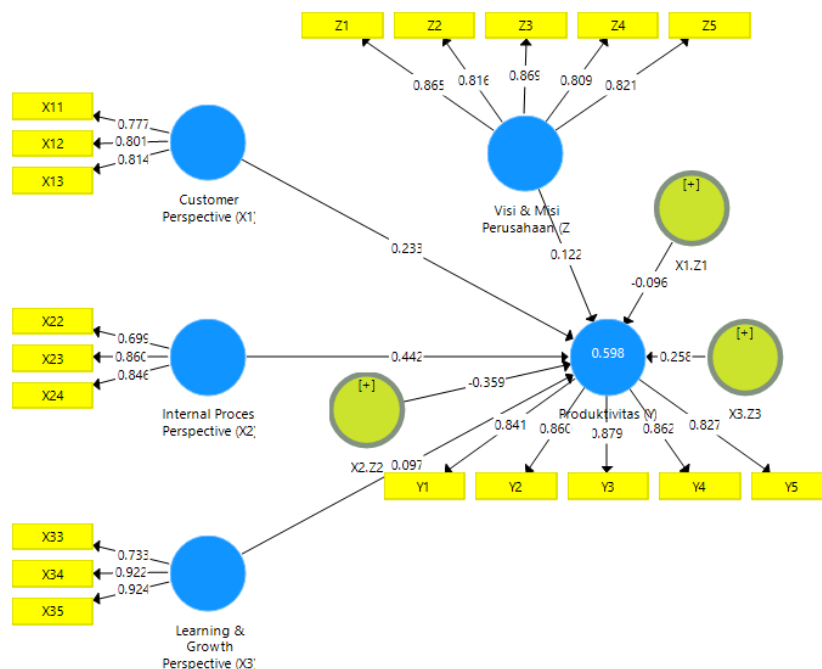 Z1 Z2 Z3 Z4 Z5
0.865 0.816 0.869 0.809 0.821
X11
X12
X13
0.777
0.801
0.814
Customer
Perspective (X1)
Visi & Misi
Perusahaan (Z
[+]
X1.Z1
0.233
0.122
-0.096
X22
X23
X24
0.699
0.860
0.846
Internal Proces
Perspective (X2)
0.442
0.598
Produktivitas (Y)
0.258
[+]
X3.Z3
[+]
X2.Z2
-0.359
0.097
0.841 0.860 0.879 0.862 0.827
Y1 Y2 Y3 Y4 Y5
X33
X34
X35
0.733
0.922
0.924
Learning &
Growth
Perspective (X3)